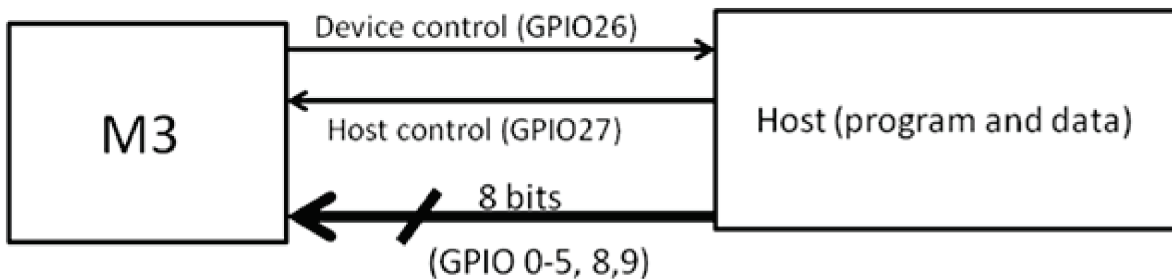 Device control (GPIO26)
M3
Host control (GPIO27)
Host (program and data)
8 bits
(GPIO 0-5, 8,9)